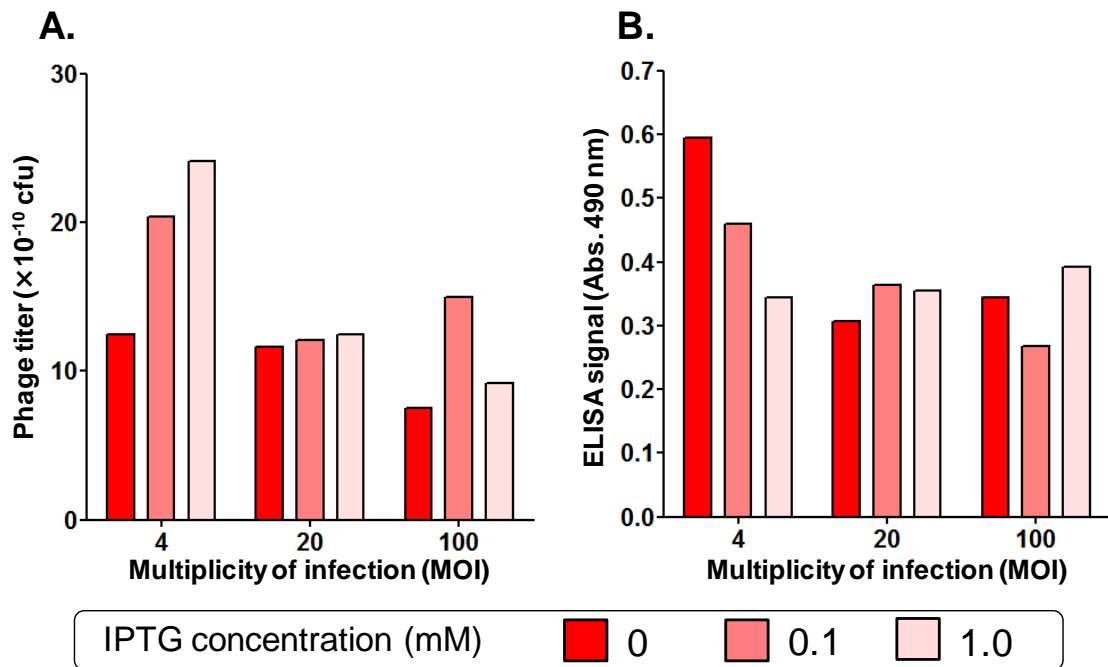 A.
30
20
10
0
Phage titer (×10⁻¹⁰ cfu)
4 20 100
Multiplicity of infection (MOI)
B.
0.7
0.6
0.5
0.4
0.3
0.2
0.1
0.0
ELISA signal (Abs. 490 nm)
4 20 100
Multiplicity of infection (MOI)
IPTG concentration (mM) 0 0.1 1.0